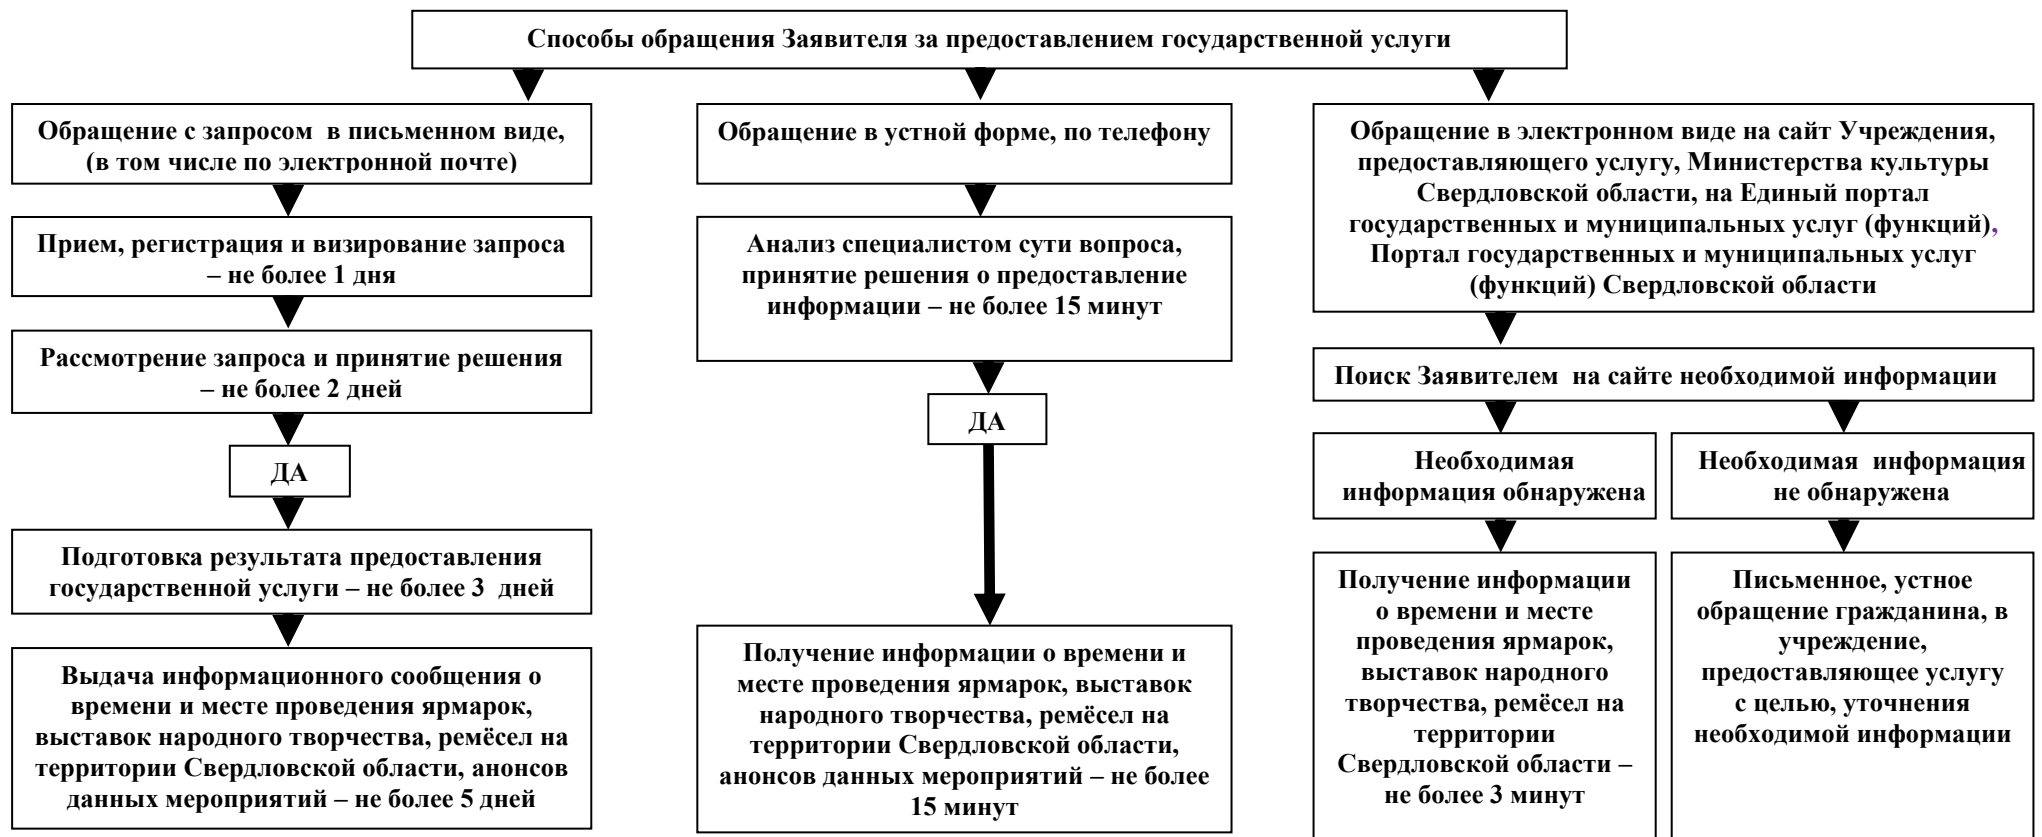 Способы обращения Заявителя за предоставлением государственной услуги
Обращение с запросом в письменном виде,
(в том числе по электронной почте)
Прием, регистрация и визирование запроса
– не более 1 дня
Рассмотрение запроса и принятие решения
– не более 2 дней
ДА
Подготовка результата предоставления
государственной услуги – не более 3 дней
Выдача информационного сообщения о
времени и месте проведения ярмарок,
выставок народного творчества, ремёсел на
территории Свердловской области, анонсов
данных мероприятий – не более 5 дней
Обращение в устной форме, по телефону
Анализ специалистом сути вопроса,
принятие решения о предоставление
информации – не более 15 минут
ДА
Получение информации о времени и
месте проведения ярмарок, выставок
народного творчества, ремёсел на
территории Свердловской области,
анонсов данных мероприятий – не более
15 минут
Обращение в электронном виде на сайт Учреждения,
предоставляющего услугу, Министерства культуры
Свердловской области, на Единый портал
государственных и муниципальных услуг (функций),
Портал государственных и муниципальных услуг
(функций) Свердловской области
Поиск Заявителем на сайте необходимой информации
Необходимая
информация обнаружена
Получение информации
о времени и месте
проведения ярмарок,
выставок народного
творчества, ремёсел на
территории
Свердловской области –
не более 3 минут
Необходимая информация
не обнаружена
Письменное, устное
обращение гражданина, в
учреждение,
предоставляющее услугу
с целью, уточнения
необходимой информации